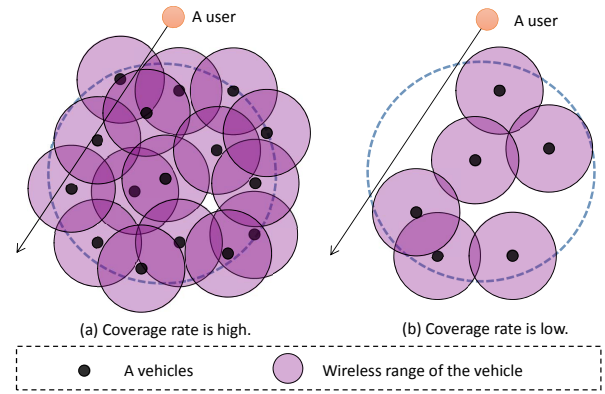 A user
A user
(a) Coverage rate is high.
(b) Coverage rate is low.
A vehicles
Wireless range of the vehicle